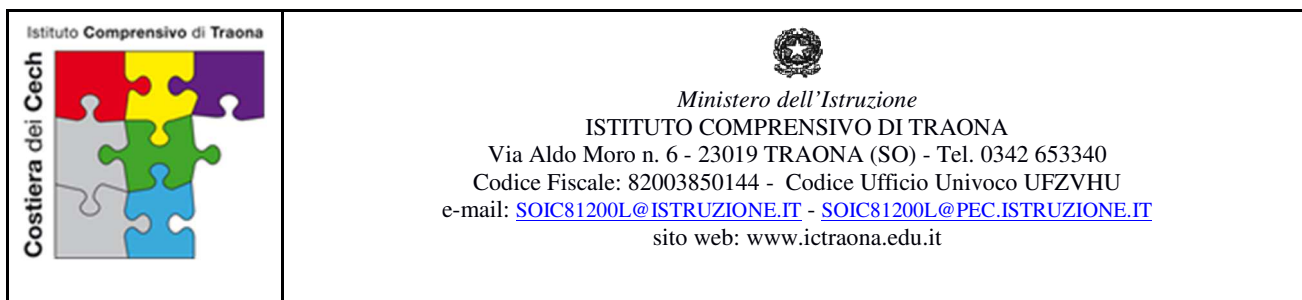 Istituto Comprensivo di Traona
Costiera dei Cech
Ministero dell'Istruzione
ISTITUTO COMPRENSIVO DI TRAONA
Via Aldo Moro n. 6 - 23019 TRAONA (SO) - Tel. 0342 653340
Codice Fiscale: 82003850144 - Codice Ufficio Univoco UFZVHU
e-mail: SOIC81200L@ISTRUZIONE.IT - SOIC81200L@PEC.ISTRUZIONE.IT
sito web: www.ictraona.edu.it